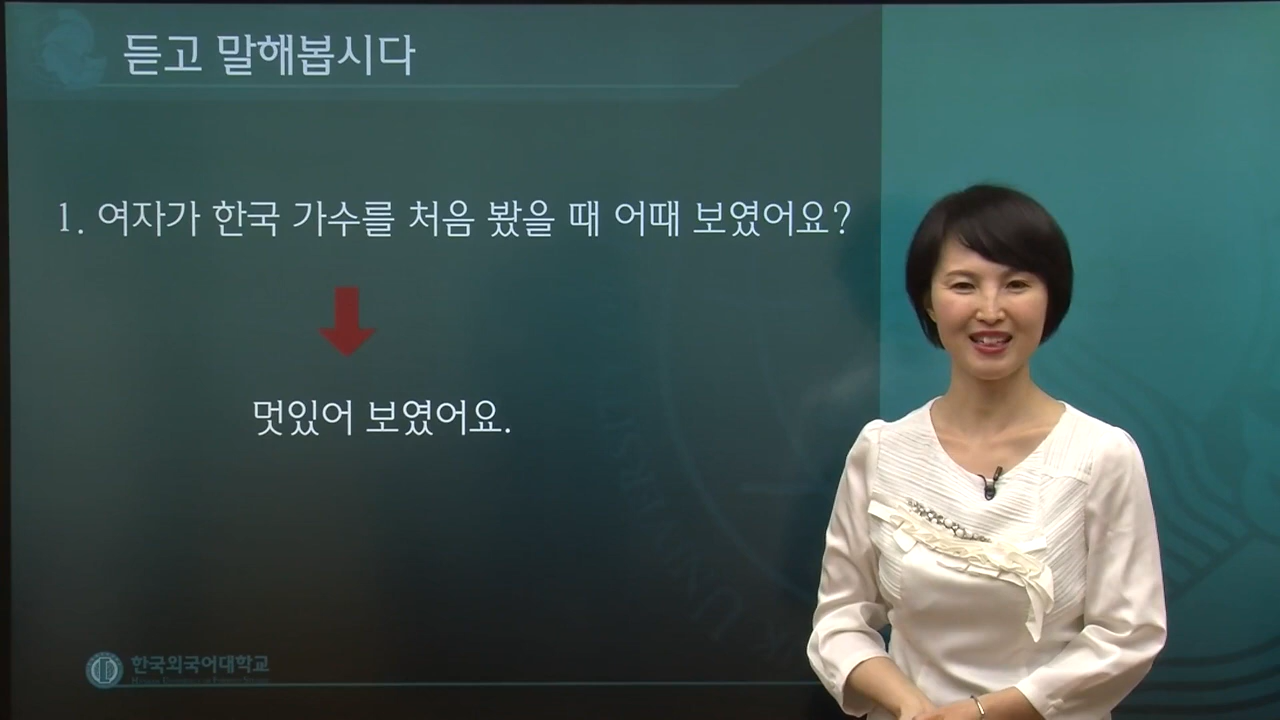 듣고 말해봅시다
1. 여자가 한국 가수를 처음 봤을 때 어때 보였어요?
멋있어 보였어요.
한국외국어대학교